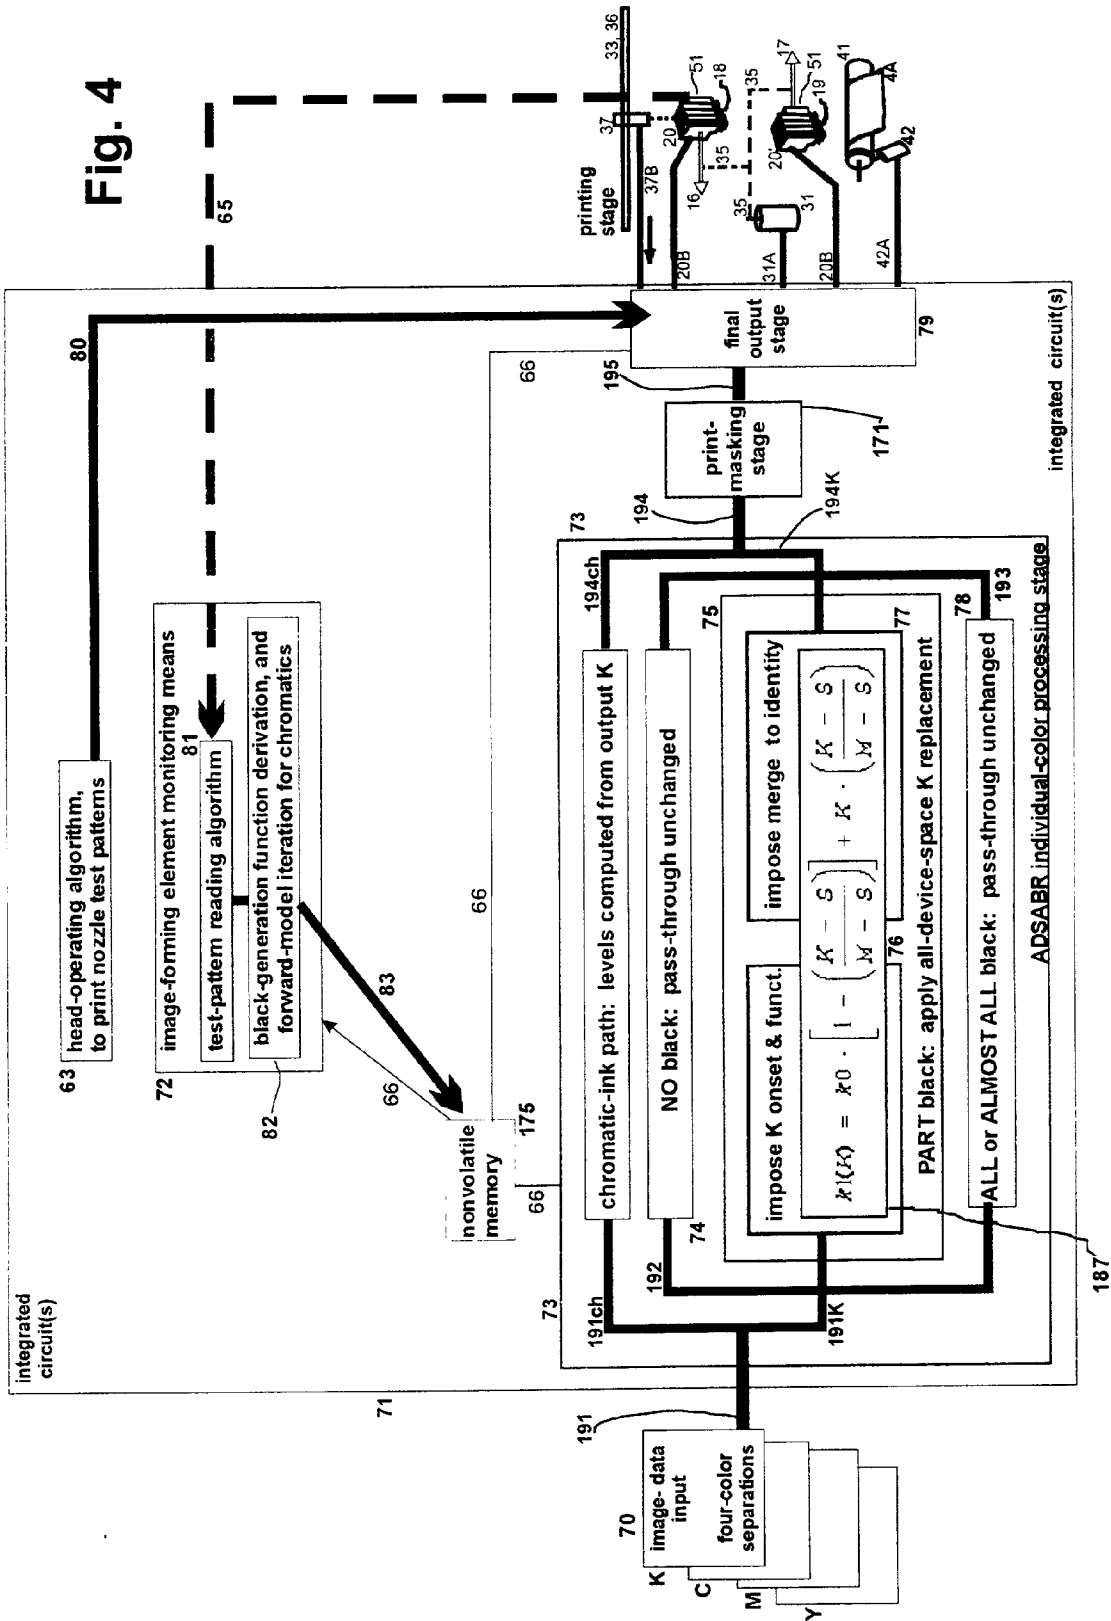 Fig. 4
integrated
circuit(s)
71
63
head-operating algorithm,
to print nozzle test patterns
80
65
72
image-forming element monitoring means
81
test-pattern reading algorithm
black-generation function derivation, and
forward-model iteration for chromatics
82
83
66
nonvolatile
memory
175
66
66
66
printing
stage
33, 36
37
37B
20
51
18
16
35
35
35
31
31A
20B
20B
20'
17
51
19
41
4A
42
42A
final
output
stage
79
195
print-
masking
stage
171
194
194K
integrated circuit(s)
73
73
191ch
chromatic-ink path: levels computed from output K
194ch
192
NO black: pass-through unchanged
74
75
impose K onset & funct.
76
impose merge to identity
77
k1(K) = k0 · [1 − (K − S / M − S)] + K · (K − S / M − S)
PART black: apply all-device-space K replacement
78
193
ALL or ALMOST ALL black: pass-through unchanged
ADSABR individual-color processing stage
191K
187
191
70
image- data
input
four-color
separations
K
C
M
Y